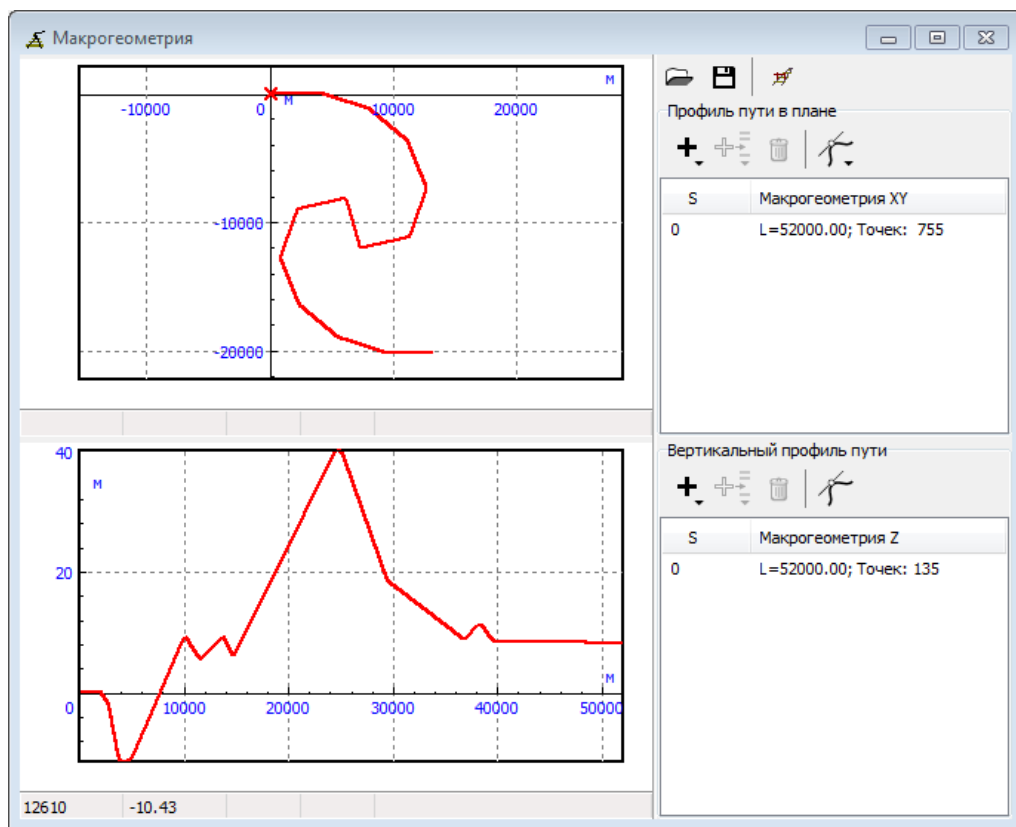 Макрогеометрия
М
-10000 0 М 10000 20000
-10000
-20000
Профиль пути в плане
S Макрогеометрия XY
0 L=52000.00; Точек: 755
40
М
20
М
0 10000 20000 30000 40000 50000
12610 -10.43
Вертикальный профиль пути
S Макрогеометрия Z
0 L=52000.00; Точек: 135